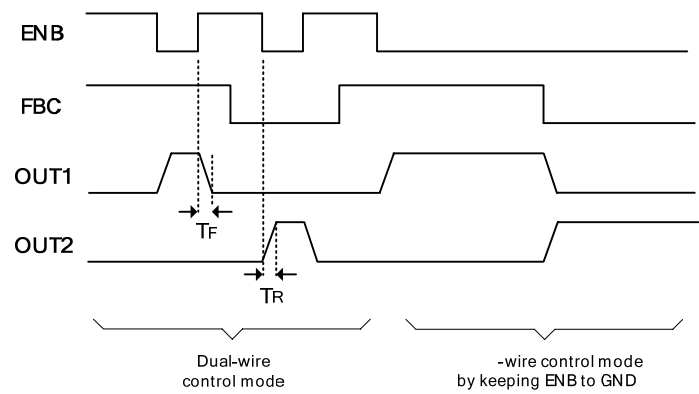 ENB
FBC
OUT1
TF
OUT2
TR
Dual-wire
control mode
-wire control mode
by keeping ENB to GND